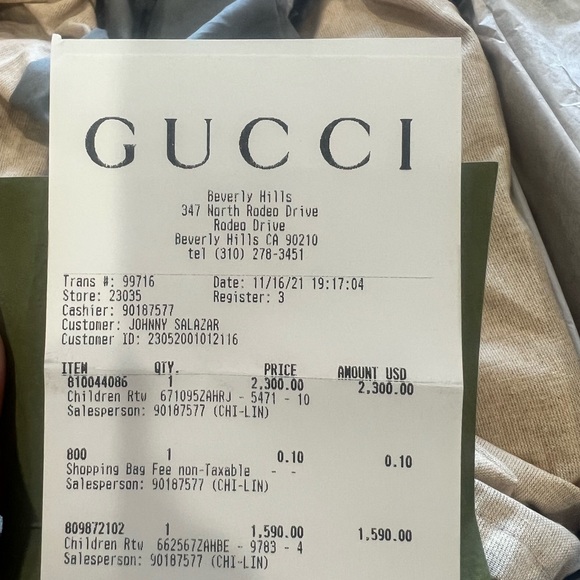 GUCCI
Beverly Hills
347 North Rodeo Drive
Rodeo Drive
Beverly Hills CA 90210
tel (310) 278-3451
Trans #: 99716 Date: 11/16/21 19:17:04
Store: 23035 Register: 3
Cashier: 90187577
Customer: JOHNNY SALAZAR
Customer ID: 23052001012116
ITEM QTY. PRICE AMOUNT USD
810044086 1 2,300.00 2,300.00
Children Rtw 671095ZAHRJ - 5471 - 10
Salesperson: 90187577 (CHI-LIN)
800 1 0.10 0.10
Shopping Bag Fee non-Taxable - -
Salesperson: 90187577 (CHI-LIN)
809872102 1 1,590.00 1,590.00
Children Rtw 662567ZAHBE - 9783 - 4
Salesperson: 90187577 (CHI-LIN)